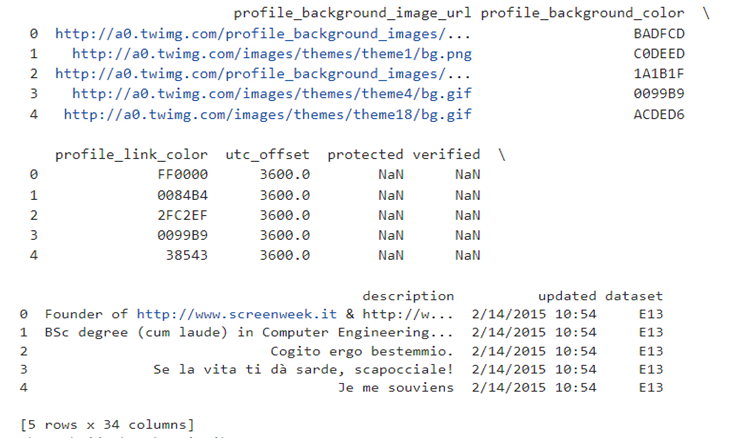 profile_background_image_url profile_background_color \
0 http://a0.twimg.com/profile_background_images/... BADFCD
1 http://a0.twimg.com/images/themes/theme1/bg.png C0DEED
2 http://a0.twimg.com/profile_background_images/... 1A1B1F
3 http://a0.twimg.com/images/themes/theme4/bg.gif 0099B9
4 http://a0.twimg.com/images/themes/theme18/bg.gif ACDED6
profile_link_color utc_offset protected verified \
0 FF0000 3600.0 NaN NaN
1 0084B4 3600.0 NaN NaN
2 2FC2EF 3600.0 NaN NaN
3 0099B9 3600.0 NaN NaN
4 38543 3600.0 NaN NaN
description updated dataset
0 Founder of http://www.screenweek.it & http://w... 2/14/2015 10:54 E13
1 BSc degree (cum laude) in Computer Engineering... 2/14/2015 10:54 E13
2 Cogito ergo bestemmio. 2/14/2015 10:54 E13
3 Se la vita ti dà sarde, scapocciale! 2/14/2015 10:54 E13
4 Je me souviens 2/14/2015 10:54 E13
[5 rows x 34 columns]